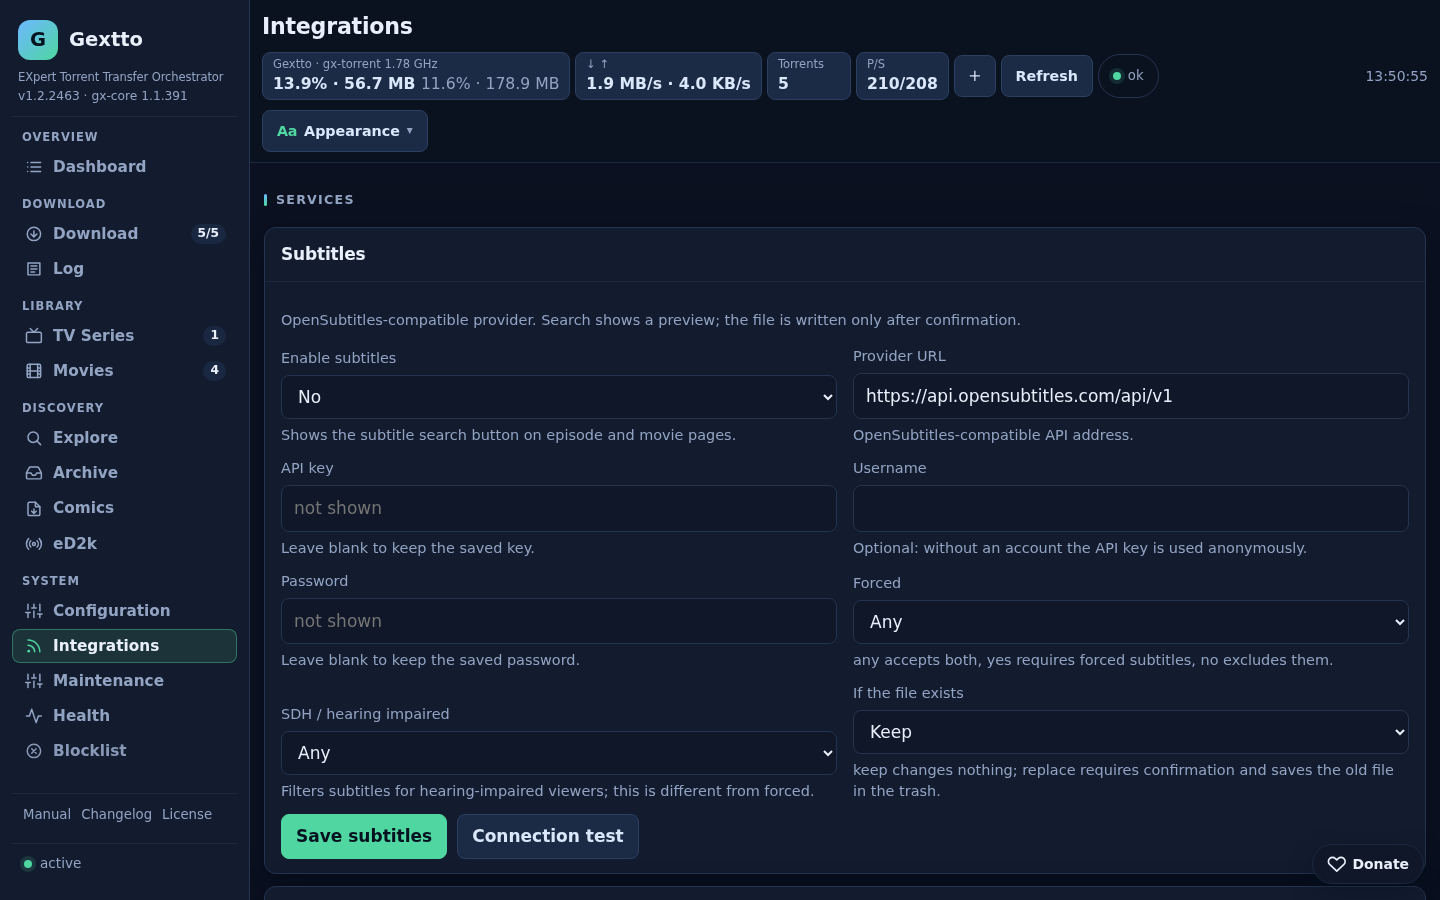 G Gextto
EXpert Torrent Transfer Orchestrator
v1.2.2463 · gx-core 1.1.391
OVERVIEW
Dashboard
DOWNLOAD
Download 5/5
Log
LIBRARY
TV Series 1
Movies 4
DISCOVERY
Explore
Archive
Comics
eD2k
SYSTEM
Configuration
Integrations
Maintenance
Health
Blocklist
Manual Changelog License
active
Integrations
Gextto · gx-torrent 1.78 GHz
13.9% · 56.7 MB 11.6% · 178.9 MB
↓ ↑
1.9 MB/s · 4.0 KB/s
Torrents
5
P/S
210/208
+
Refresh
ok
13:50:55
Aa Appearance ▾
SERVICES
Subtitles
OpenSubtitles-compatible provider. Search shows a preview; the file is written only after confirmation.
Enable subtitles
No
Shows the subtitle search button on episode and movie pages.
Provider URL
https://api.opensubtitles.com/api/v1
OpenSubtitles-compatible API address.
API key
not shown
Leave blank to keep the saved key.
Username
Optional: without an account the API key is used anonymously.
Password
not shown
Leave blank to keep the saved password.
Forced
Any
any accepts both, yes requires forced subtitles, no excludes them.
SDH / hearing impaired
Any
Filters subtitles for hearing-impaired viewers; this is different from forced.
If the file exists
Keep
keep changes nothing; replace requires confirmation and saves the old file
in the trash.
Save subtitles
Connection test
Donate